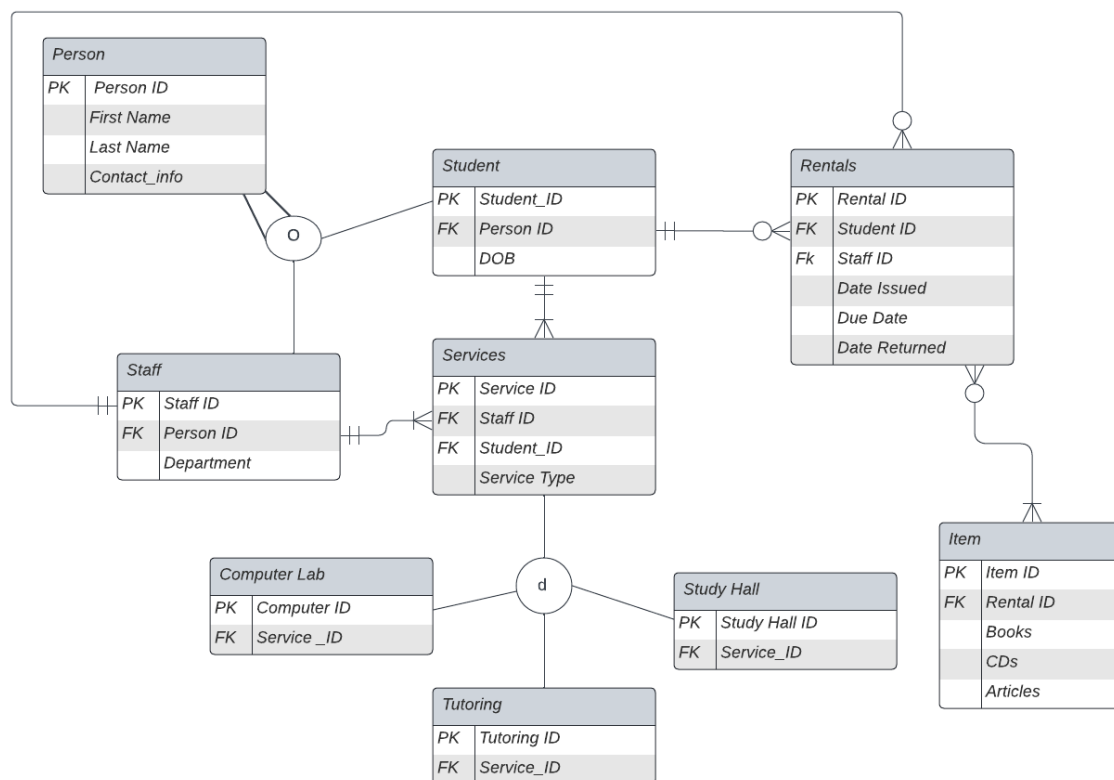 Person
PK Person ID
First Name
Last Name
Contact_info
O
Student
PK Student_ID
FK Person ID
DOB
Rentals
PK Rental ID
FK Student ID
Fk Staff ID
Date Issued
Due Date
Date Returned
Staff
PK Staff ID
FK Person ID
Department
Services
PK Service ID
FK Staff ID
FK Student_ID
Service Type
d
Computer Lab
PK Computer ID
FK Service _ID
Study Hall
PK Study Hall ID
FK Service_ID
Tutoring
PK Tutoring ID
FK Service_ID
Item
PK Item ID
FK Rental ID
Books
CDs
Articles